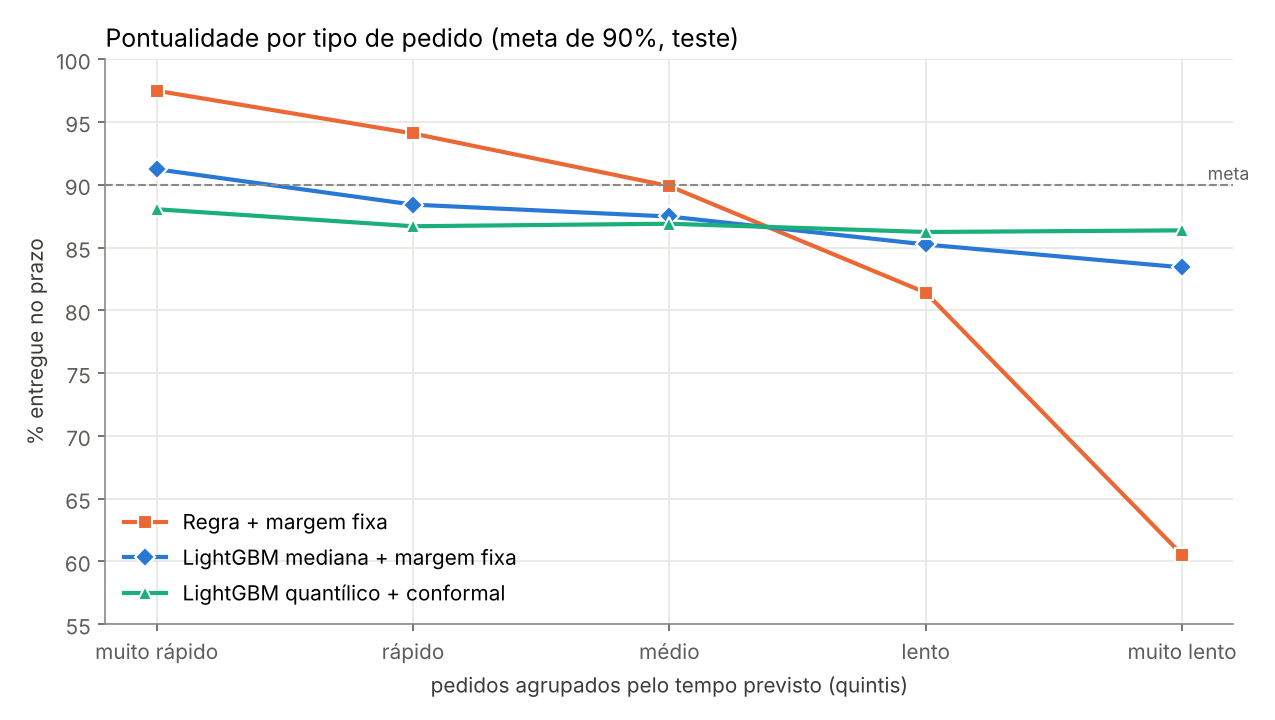 Pontualidade por tipo de pedido (meta de 90%, teste)
100
95
90
85
80
75
70
65
60
55
% entregue no prazo
meta
Regra + margem fixa
LightGBM mediana + margem fixa
LightGBM quantílico + conformal
muito rápido
rápido
médio
lento
muito lento
pedidos agrupados pelo tempo previsto (quintis)